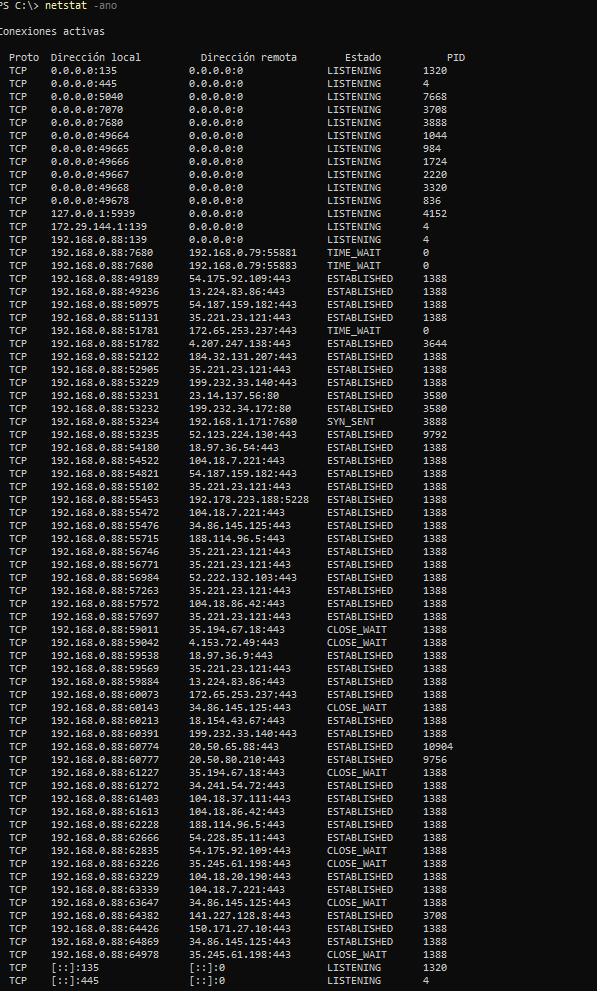 PS C:\> netstat -ano
Conexiones activas
Proto Dirección local Dirección remota Estado PID
TCP 0.0.0.0:135 0.0.0.0:0 LISTENING 1320
TCP 0.0.0.0:445 0.0.0.0:0 LISTENING 4
TCP 0.0.0.0:5040 0.0.0.0:0 LISTENING 7668
TCP 0.0.0.0:7070 0.0.0.0:0 LISTENING 3708
TCP 0.0.0.0:7680 0.0.0.0:0 LISTENING 3888
TCP 0.0.0.0:49664 0.0.0.0:0 LISTENING 1044
TCP 0.0.0.0:49665 0.0.0.0:0 LISTENING 984
TCP 0.0.0.0:49666 0.0.0.0:0 LISTENING 1724
TCP 0.0.0.0:49667 0.0.0.0:0 LISTENING 2220
TCP 0.0.0.0:49668 0.0.0.0:0 LISTENING 3320
TCP 0.0.0.0:49678 0.0.0.0:0 LISTENING 836
TCP 127.0.0.1:5939 0.0.0.0:0 LISTENING 4152
TCP 172.29.144.1:139 0.0.0.0:0 LISTENING 4
TCP 192.168.0.88:139 0.0.0.0:0 LISTENING 4
TCP 192.168.0.88:7680 192.168.0.79:55881 TIME_WAIT 0
TCP 192.168.0.88:7680 192.168.0.79:55883 TIME_WAIT 0
TCP 192.168.0.88:49189 54.175.92.109:443 ESTABLISHED 1388
TCP 192.168.0.88:49236 13.224.83.86:443 ESTABLISHED 1388
TCP 192.168.0.88:50975 54.187.159.182:443 ESTABLISHED 1388
TCP 192.168.0.88:51131 35.221.23.121:443 ESTABLISHED 1388
TCP 192.168.0.88:51781 172.65.253.237:443 TIME_WAIT 0
TCP 192.168.0.88:51782 4.207.247.138:443 ESTABLISHED 3644
TCP 192.168.0.88:52122 184.32.131.207:443 ESTABLISHED 1388
TCP 192.168.0.88:52905 35.221.23.121:443 ESTABLISHED 1388
TCP 192.168.0.88:53229 199.232.33.140:443 ESTABLISHED 1388
TCP 192.168.0.88:53231 23.14.137.56:80 ESTABLISHED 3580
TCP 192.168.0.88:53232 199.232.34.172:80 ESTABLISHED 3580
TCP 192.168.0.88:53234 192.168.1.171:7680 SYN_SENT 3888
TCP 192.168.0.88:53235 52.123.224.130:443 ESTABLISHED 9792
TCP 192.168.0.88:54180 18.97.36.54:443 ESTABLISHED 1388
TCP 192.168.0.88:54522 104.18.7.221:443 ESTABLISHED 1388
TCP 192.168.0.88:54821 54.187.159.182:443 ESTABLISHED 1388
TCP 192.168.0.88:55102 35.221.23.121:443 ESTABLISHED 1388
TCP 192.168.0.88:55453 192.178.223.188:5228 ESTABLISHED 1388
TCP 192.168.0.88:55472 104.18.7.221:443 ESTABLISHED 1388
TCP 192.168.0.88:55476 34.86.145.125:443 ESTABLISHED 1388
TCP 192.168.0.88:55715 188.114.96.5:443 ESTABLISHED 1388
TCP 192.168.0.88:56746 35.221.23.121:443 ESTABLISHED 1388
TCP 192.168.0.88:56771 35.221.23.121:443 ESTABLISHED 1388
TCP 192.168.0.88:56984 52.222.132.103:443 ESTABLISHED 1388
TCP 192.168.0.88:57263 35.221.23.121:443 ESTABLISHED 1388
TCP 192.168.0.88:57572 104.18.86.42:443 ESTABLISHED 1388
TCP 192.168.0.88:57697 35.221.23.121:443 ESTABLISHED 1388
TCP 192.168.0.88:59011 35.194.67.18:443 CLOSE_WAIT 1388
TCP 192.168.0.88:59042 4.153.72.49:443 CLOSE_WAIT 1388
TCP 192.168.0.88:59538 18.97.36.9:443 ESTABLISHED 1388
TCP 192.168.0.88:59569 35.221.23.121:443 ESTABLISHED 1388
TCP 192.168.0.88:59884 13.224.83.86:443 ESTABLISHED 1388
TCP 192.168.0.88:60073 172.65.253.237:443 ESTABLISHED 1388
TCP 192.168.0.88:60143 34.86.145.125:443 CLOSE_WAIT 1388
TCP 192.168.0.88:60213 18.154.43.67:443 ESTABLISHED 1388
TCP 192.168.0.88:60391 199.232.33.140:443 ESTABLISHED 1388
TCP 192.168.0.88:60774 20.50.65.88:443 ESTABLISHED 10904
TCP 192.168.0.88:60777 20.50.80.210:443 ESTABLISHED 9756
TCP 192.168.0.88:61227 35.194.67.18:443 CLOSE_WAIT 1388
TCP 192.168.0.88:61272 34.241.54.72:443 ESTABLISHED 1388
TCP 192.168.0.88:61403 104.18.37.111:443 ESTABLISHED 1388
TCP 192.168.0.88:61613 104.18.86.42:443 ESTABLISHED 1388
TCP 192.168.0.88:62228 188.114.96.5:443 ESTABLISHED 1388
TCP 192.168.0.88:62666 54.228.85.11:443 ESTABLISHED 1388
TCP 192.168.0.88:62835 54.175.92.109:443 CLOSE_WAIT 1388
TCP 192.168.0.88:63226 35.245.61.198:443 CLOSE_WAIT 1388
TCP 192.168.0.88:63229 104.18.20.190:443 ESTABLISHED 1388
TCP 192.168.0.88:63339 104.18.7.221:443 ESTABLISHED 1388
TCP 192.168.0.88:63647 34.86.145.125:443 CLOSE_WAIT 1388
TCP 192.168.0.88:64382 141.227.128.8:443 ESTABLISHED 3708
TCP 192.168.0.88:64426 150.171.27.10:443 ESTABLISHED 1388
TCP 192.168.0.88:64869 34.86.145.125:443 ESTABLISHED 1388
TCP 192.168.0.88:64978 35.245.61.198:443 CLOSE_WAIT 1388
TCP [::]:135 [::]:0 LISTENING 1320
TCP [::]:445 [::]:0 LISTENING 4